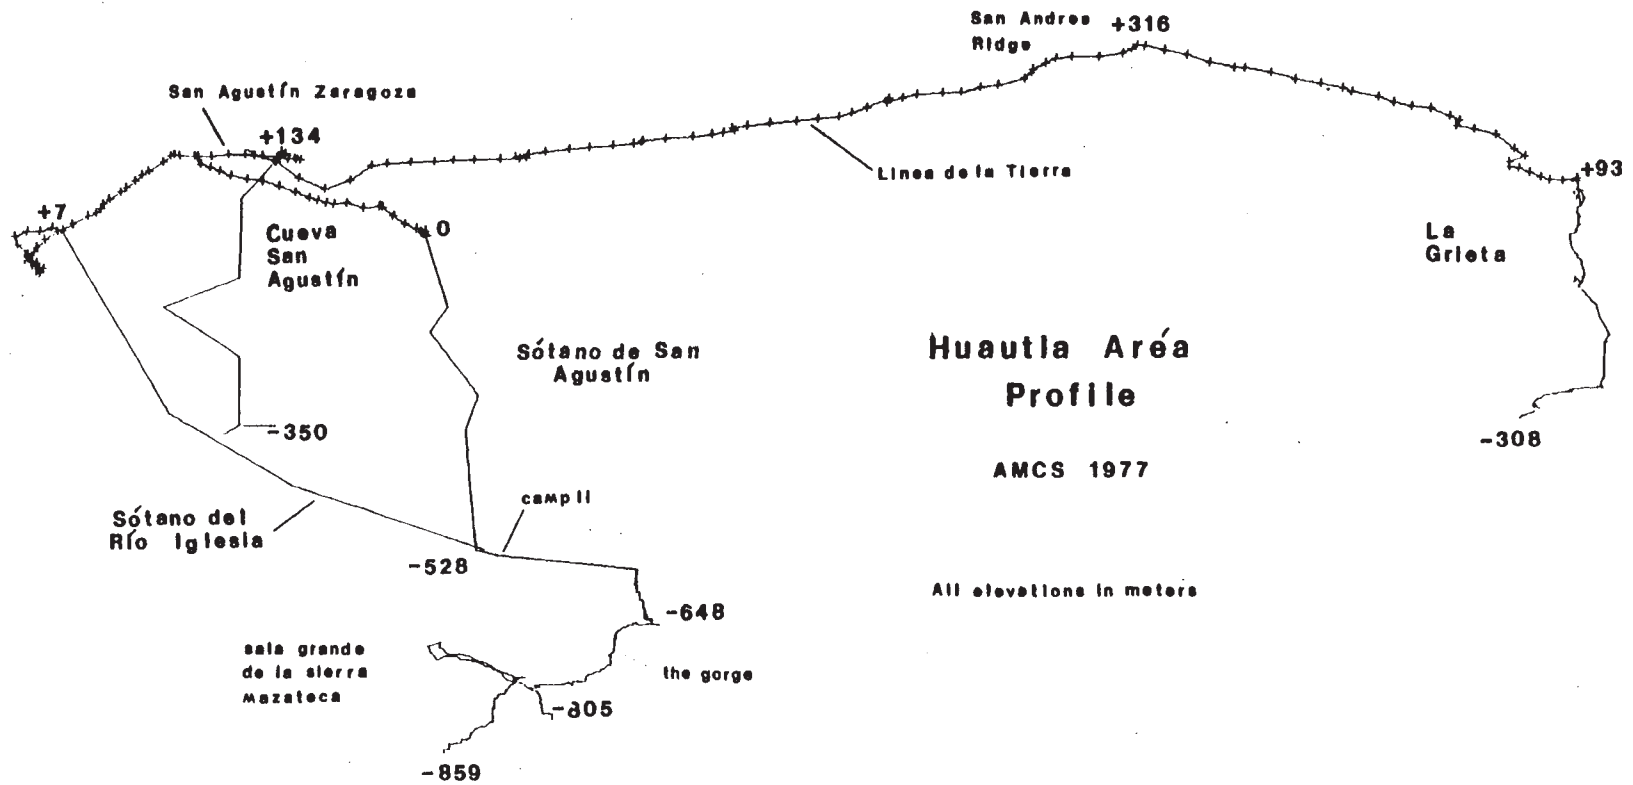 San Andres
Ridge
+316
San Agustín Zaragoza
+134
Linea de la Tierra
+93
+7
0
Cueva
San
Agustín
La
Grieta
Sótano de San
Agustín
Huautla Aréa
Profile
-350
-308
AMCS 1977
camp II
Sótano del
Río Iglesia
-528
All elevations in meters
-648
sala grande
de la sierra
Mazateca
the gorge
-805
-859